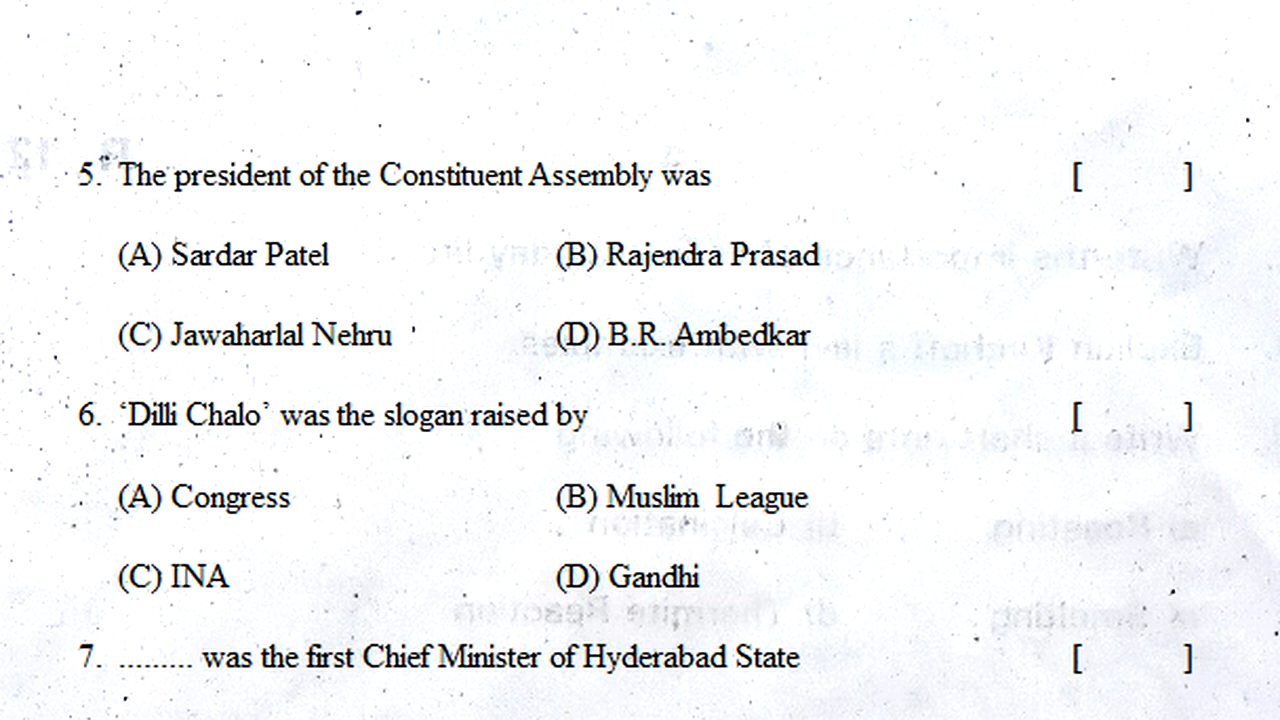 5. The president of the Constituent Assembly was [ ]
(A) Sardar Patel (B) Rajendra Prasad
(C) Jawaharlal Nehru (D) B.R. Ambedkar
6. ‘Dilli Chalo’ was the slogan raised by [ ]
(A) Congress (B) Muslim League
(C) INA (D) Gandhi
7. ......... was the first Chief Minister of Hyderabad State [ ]